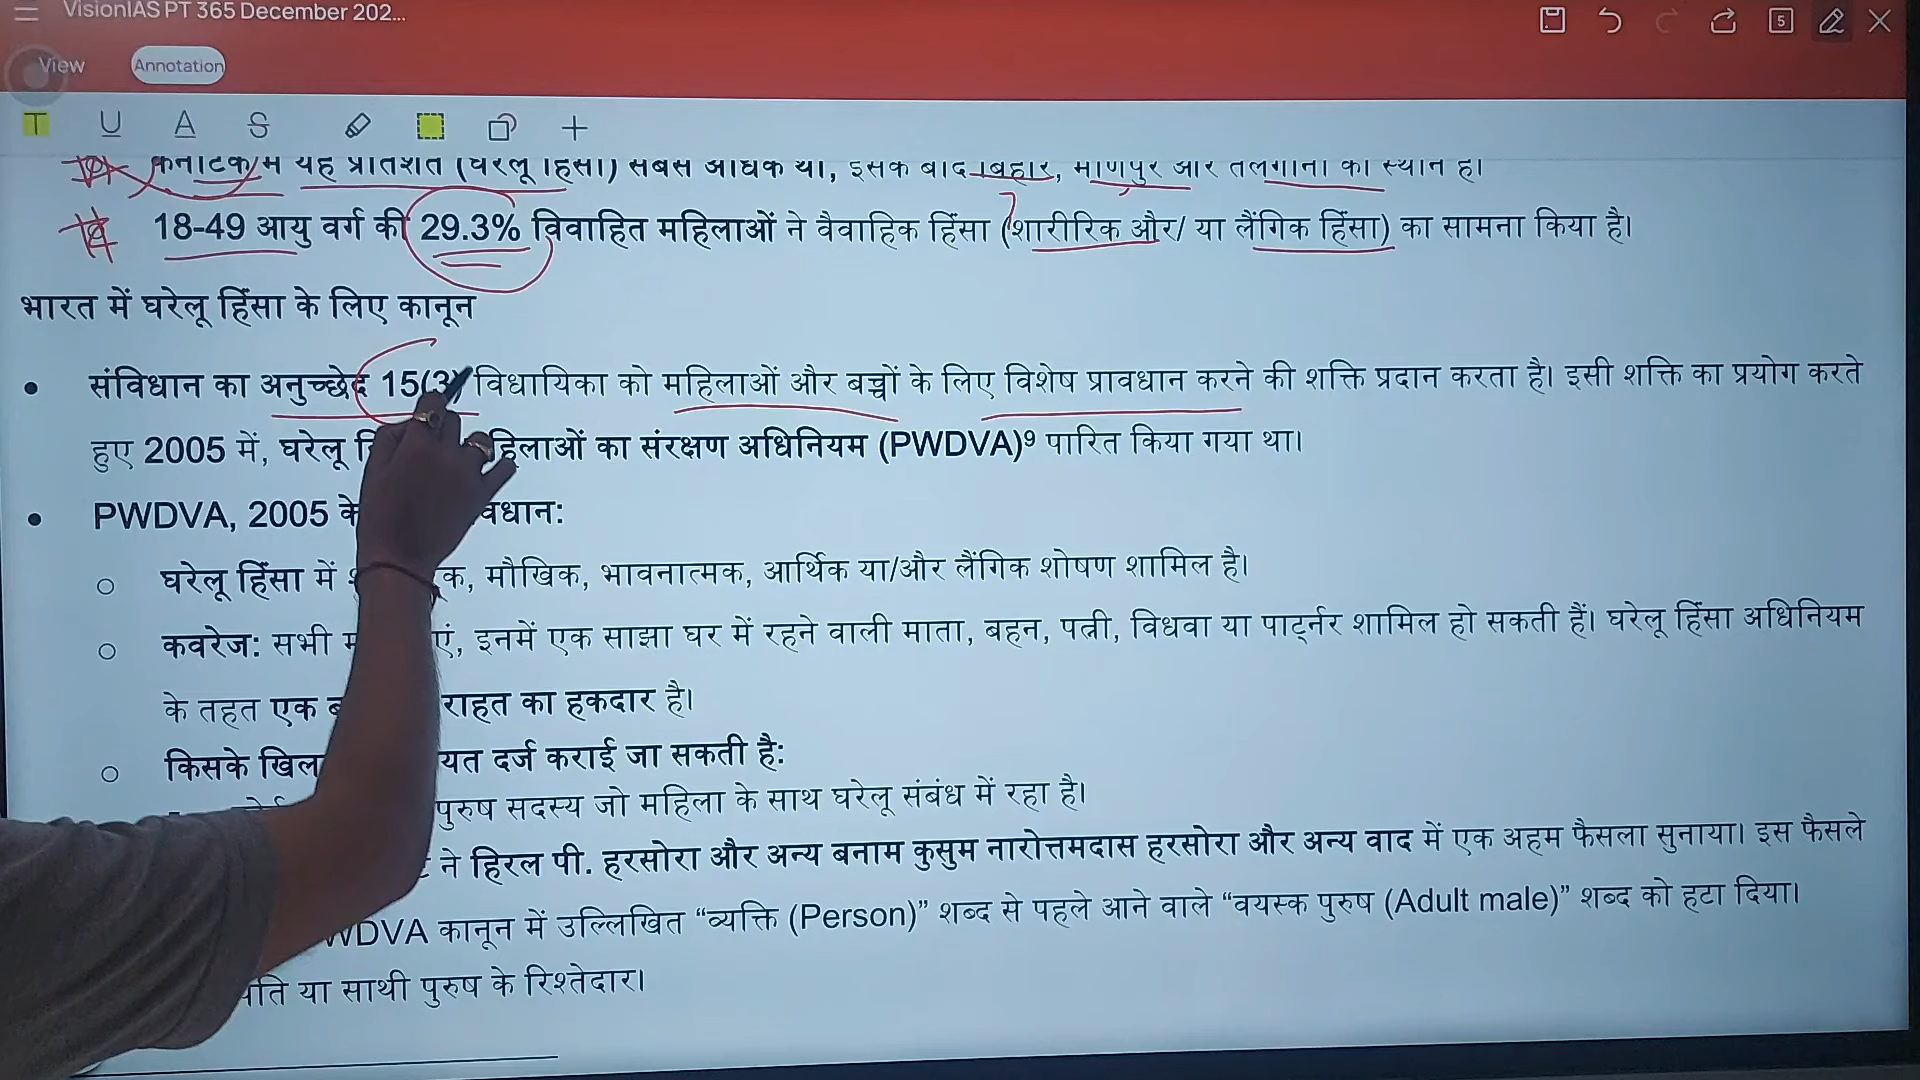 VisionIAS PT 365 December 202...
5
View
Annotation
T U A S
कर्नाटक में यह प्रतिशत (घरेलू हिंसा) सबसे अधिक था, इसके बाद बिहार, मणिपुर और तेलंगाना का स्थान है।
18-49 आयु वर्ग की 29.3% विवाहित महिलाओं ने वैवाहिक हिंसा (शारीरिक और/ या लैंगिक हिंसा) का सामना किया है।
भारत में घरेलू हिंसा के लिए कानून
संविधान का अनुच्छेद 15(3) विधायिका को महिलाओं और बच्चों के लिए विशेष प्रावधान करने की शक्ति प्रदान करता है। इसी शक्ति का प्रयोग करते
हुए 2005 में, घरेलू हिलाओं का संरक्षण अधिनियम (PWDVA)9 पारित किया गया था।
PWDVA, 2005 के वधान:
घरेलू हिंसा में क, मौखिक, भावनात्मक, आर्थिक या/और लैंगिक शोषण शामिल है।
कवरेज: सभी एं, इनमें एक साझा घर में रहने वाली माता, बहन, पत्नी, विधवा या पार्ट्नर शामिल हो सकती हैं। घरेलू हिंसा अधिनियम
के तहत एक राहत का हकदार है।
किसके खिल यत दर्ज कराई जा सकती है:
पुरुष सदस्य जो महिला के साथ घरेलू संबंध में रहा है।
ने हिरल पी. हरसोरा और अन्य बनाम कुसुम नारोत्तमदास हरसोरा और अन्य वाद में एक अहम फैसला सुनाया। इस फैसले
WDVA कानून में उल्लिखित “व्यक्ति (Person)” शब्द से पहले आने वाले “वयस्क पुरुष (Adult male)” शब्द को हटा दिया।
पति या साथी पुरुष के रिश्तेदार।